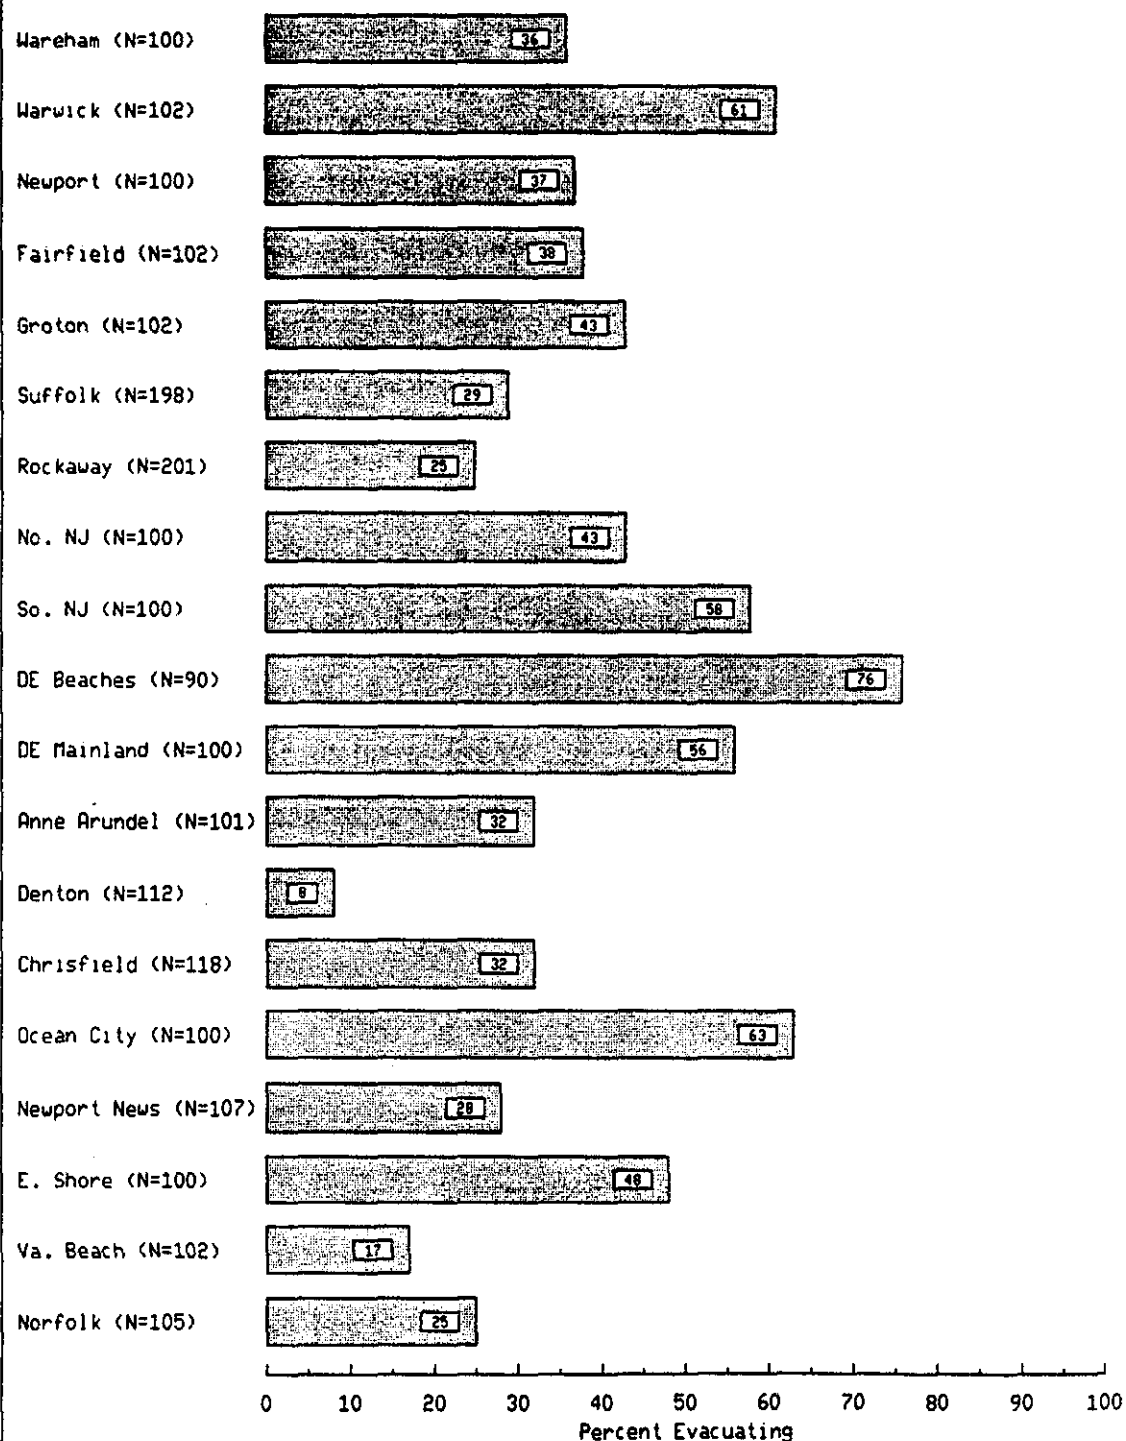 Wareham (N=100) 36
Warwick (N=102) 61
Newport (N=100) 37
Fairfield (N=102) 38
Groton (N=102) 43
Suffolk (N=198) 29
Rockaway (N=201) 25
No. NJ (N=100) 43
So. NJ (N=100) 58
DE Beaches (N=90) 76
DE Mainland (N=100) 56
Anne Arundel (N=101) 32
Denton (N=112) 8
Chrisfield (N=118) 32
Ocean City (N=100) 63
Newport News (N=107) 28
E. Shore (N=100) 48
Va. Beach (N=102) 17
Norfolk (N=105) 25
0 10 20 30 40 50 60 70 80 90 100
Percent Evacuating